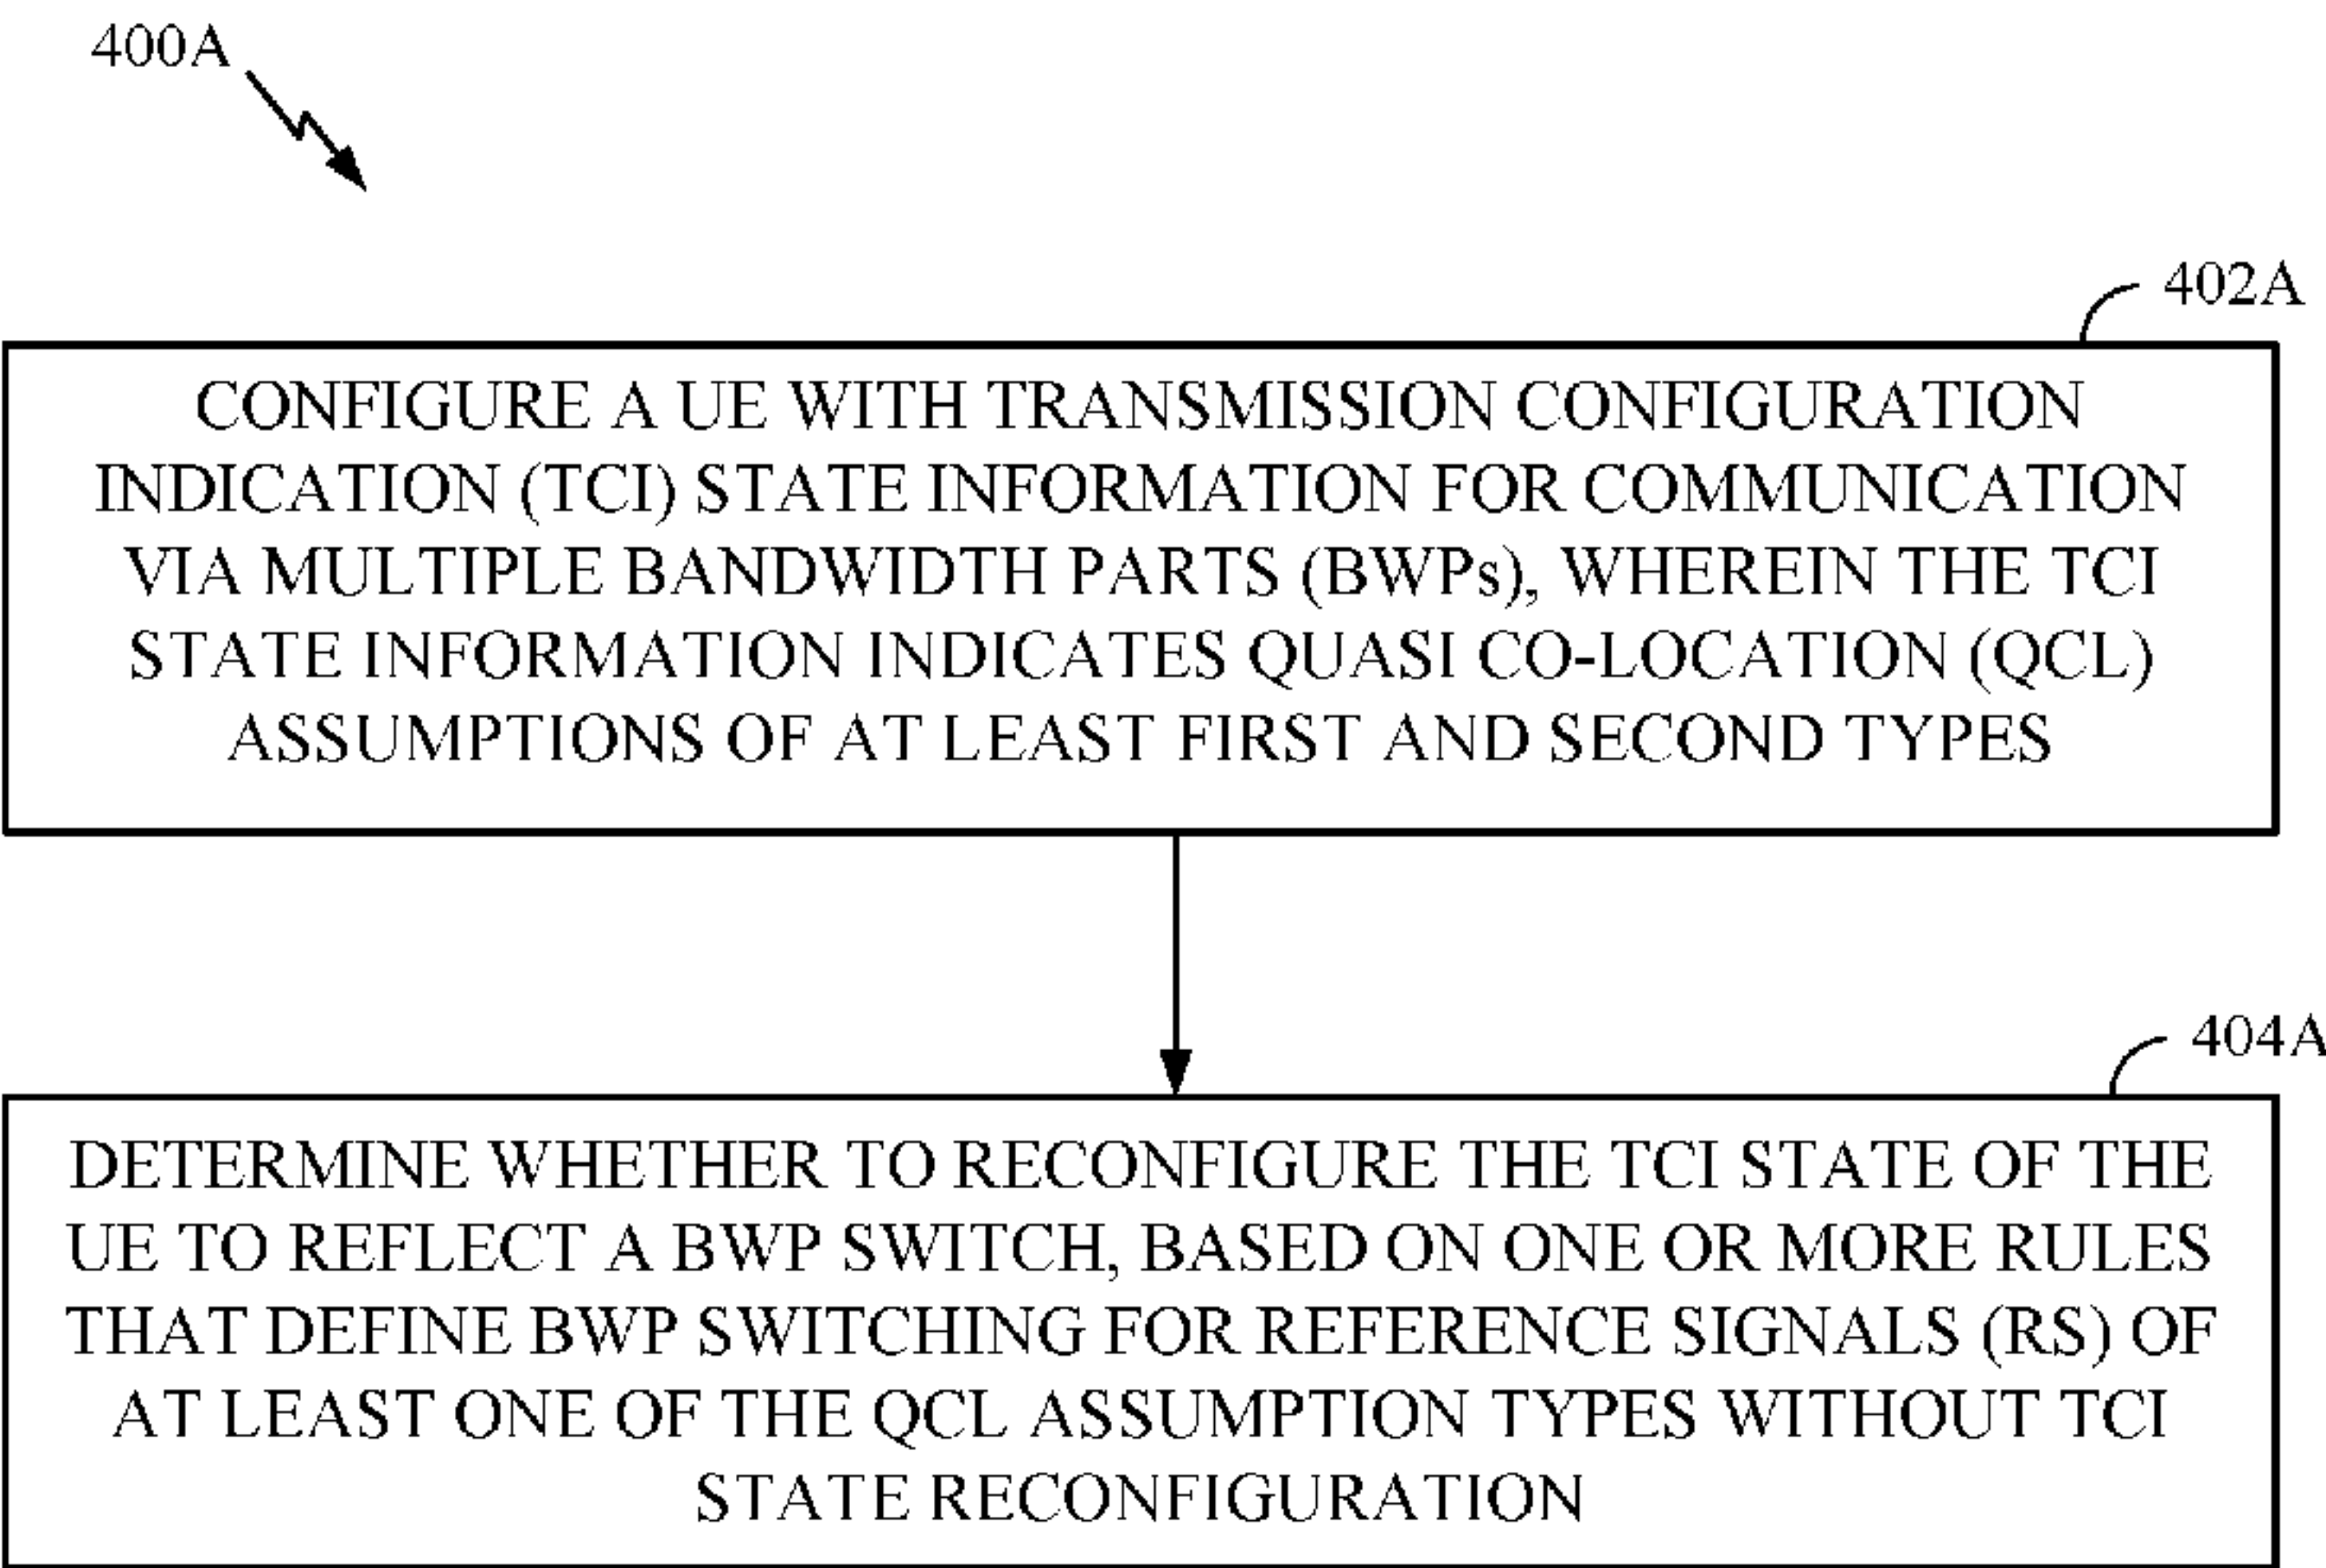 400A
402A
CONFIGURE A UE WITH TRANSMISSION CONFIGURATION
INDICATION (TCI) STATE INFORMATION FOR COMMUNICATION
VIA MULTIPLE BANDWIDTH PARTS (BWPs), WHEREIN THE TCI
STATE INFORMATION INDICATES QUASI CO-LOCATION (QCL)
ASSUMPTIONS OF AT LEAST FIRST AND SECOND TYPES
404A
DETERMINE WHETHER TO RECONFIGURE THE TCI STATE OF THE
UE TO REFLECT A BWP SWITCH, BASED ON ONE OR MORE RULES
THAT DEFINE BWP SWITCHING FOR REFERENCE SIGNALS (RS) OF
AT LEAST ONE OF THE QCL ASSUMPTION TYPES WITHOUT TCI
STATE RECONFIGURATION